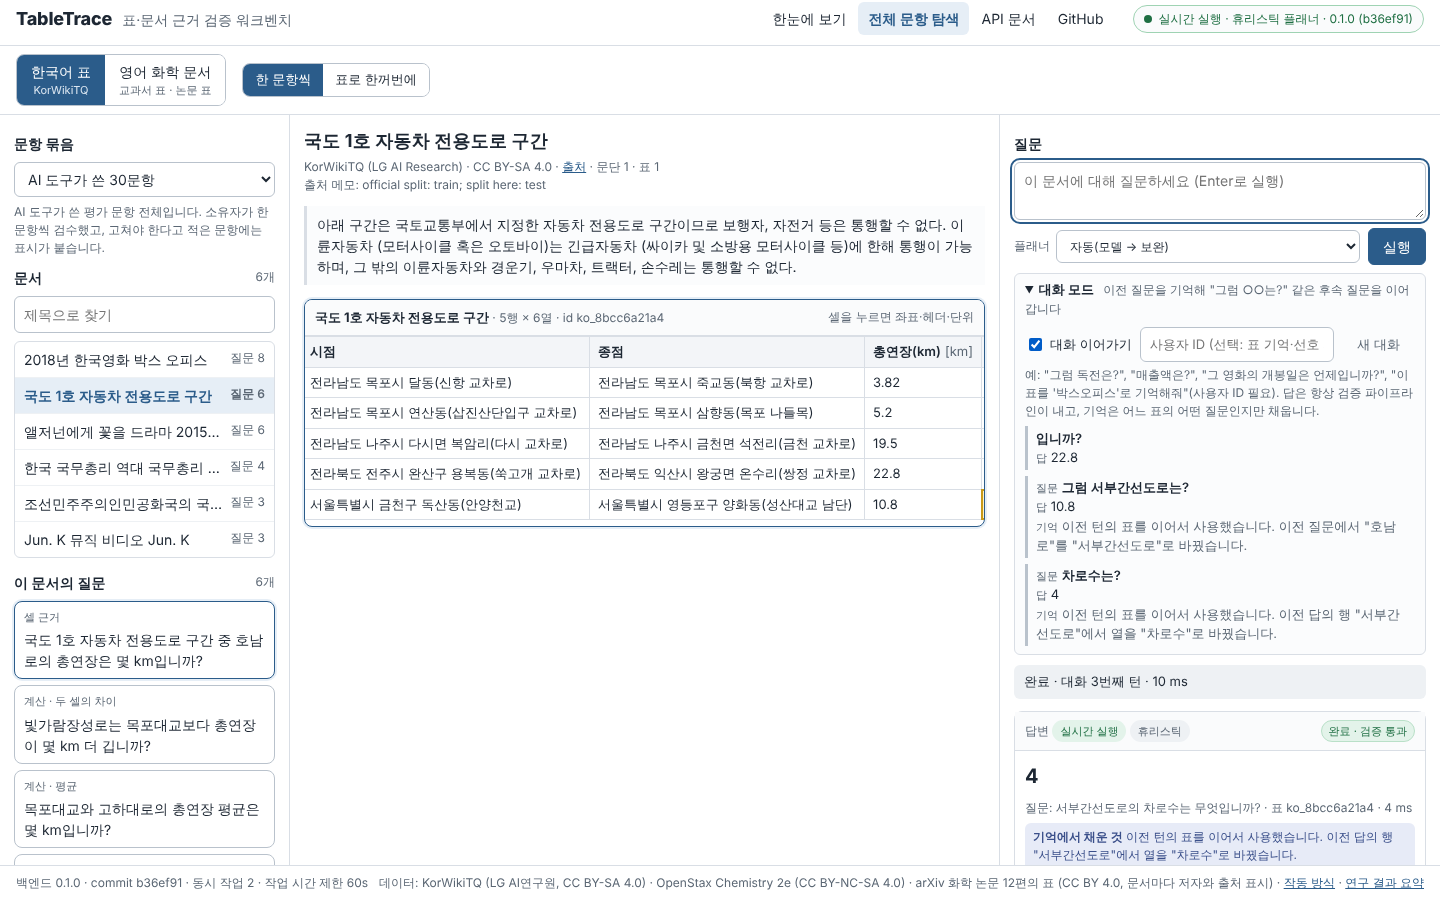 TableTrace 표·문서 근거 검증 워크벤치
한눈에 보기 전체 문항 탐색 API 문서 GitHub 실시간 실행 · 휴리스틱 플래너 · 0.1.0 (b36ef91)
한국어 표
KorWikiTQ
영어 화학 문서
교과서 표 · 논문 표
한 문항씩 표로 한꺼번에
문항 묶음
AI 도구가 쓴 30문항
AI 도구가 쓴 평가 문항 전체입니다. 소유자가 한
문항씩 검수했고, 고쳐야 한다고 적은 문항에는
표시가 붙습니다.
문서 6개
제목으로 찾기
2018년 한국영화 박스 오피스 질문 8
국도 1호 자동차 전용도로 구간 질문 6
앨저넌에게 꽃을 드라마 2015... 질문 6
한국 국무총리 역대 국무총리 ... 질문 4
조선민주주의인민공화국의 국... 질문 3
Jun. K 뮤직 비디오 Jun. K 질문 3
이 문서의 질문 6개
셀 근거
국도 1호 자동차 전용도로 구간 중 호남
로의 총연장은 몇 km입니까?
계산 · 두 셀의 차이
빛가람장성로는 목포대교보다 총연장
이 몇 km 더 깁니까?
계산 · 평균
목포대교와 고하대로의 총연장 평균은
몇 km입니까?
국도 1호 자동차 전용도로 구간
KorWikiTQ (LG AI Research) · CC BY-SA 4.0 · 출처 · 문단 1 · 표 1
출처 메모: official split: train; split here: test
아래 구간은 국토교통부에서 지정한 자동차 전용도로 구간이므로 보행자, 자전거 등은 통행할 수 없다. 이
륜자동차 (모터사이클 혹은 오토바이)는 긴급자동차 (싸이카 및 소방용 모터사이클 등)에 한해 통행이 가능
하며, 그 밖의 이륜자동차와 경운기, 우마차, 트랙터, 손수레는 통행할 수 없다.
국도 1호 자동차 전용도로 구간 · 5행 × 6열 · id ko_8bcc6a21a4 셀을 누르면 좌표·헤더·단위
시점 종점 총연장(km) [km]
전라남도 목포시 달동(신항 교차로) 전라남도 목포시 죽교동(북항 교차로) 3.82
전라남도 목포시 연산동(삽진산단입구 교차로) 전라남도 목포시 삼향동(목포 나들목) 5.2
전라남도 나주시 다시면 복암리(다시 교차로) 전라남도 나주시 금천면 석전리(금천 교차로) 19.5
전라북도 전주시 완산구 용복동(쑥고개 교차로) 전라북도 익산시 왕궁면 온수리(쌍정 교차로) 22.8
서울특별시 금천구 독산동(안양천교) 서울특별시 영등포구 양화동(성산대교 남단) 10.8
질문
이 문서에 대해 질문하세요 (Enter로 실행)
플래너 자동(모델 → 보완) 실행
▼ 대화 모드 이전 질문을 기억해 "그럼 ○○는?" 같은 후속 질문을 이어
갑니다
대화 이어가기 사용자 ID (선택: 표 기억·선호 새 대화
예: "그럼 독전은?", "매출액은?", "그 영화의 개봉일은 언제입니까?", "이
표를 '박스오피스'로 기억해줘"(사용자 ID 필요). 답은 항상 검증 파이프라
인이 내고, 기억은 어느 표의 어떤 질문인지만 채웁니다.
입니까?
답 22.8
질문 그럼 서부간선도로는?
답 10.8
기억 이전 턴의 표를 이어서 사용했습니다. 이전 질문에서 "호남
로"를 "서부간선도로"로 바꿨습니다.
질문 차로수는?
답 4
기억 이전 턴의 표를 이어서 사용했습니다. 이전 답의 행 "서부간
선도로"에서 열을 "차로수"로 바꿨습니다.
완료 · 대화 3번째 턴 · 10 ms
답변 실시간 실행 휴리스틱 완료 · 검증 통과
4
질문: 서부간선도로의 차로수는 무엇입니까? · 표 ko_8bcc6a21a4 · 4 ms
기억에서 채운 것 이전 턴의 표를 이어서 사용했습니다. 이전 답의 행
"서부간선도로"에서 열을 "차로수"로 바꿨습니다.
백엔드 0.1.0 · commit b36ef91 · 동시 작업 2 · 작업 시간 제한 60s 데이터: KorWikiTQ (LG AI연구원, CC BY-SA 4.0) · OpenStax Chemistry 2e (CC BY-NC-SA 4.0) · arXiv 화학 논문 12편의 표 (CC BY 4.0, 문서마다 저자와 출처 표시) · 작동 방식 · 연구 결과 요약